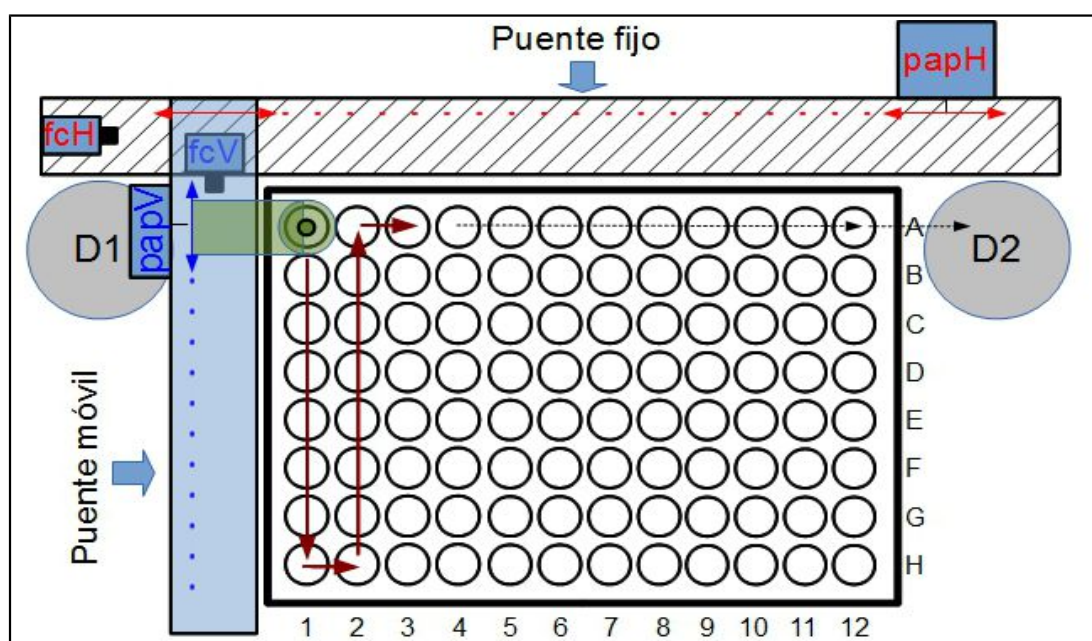 Puente fijo
papH
fcH
fcV
papV
D1
D2
A
B
C
D
E
F
G
H
Puente móvil
1 2 3 4 5 6 7 8 9 10 11 12